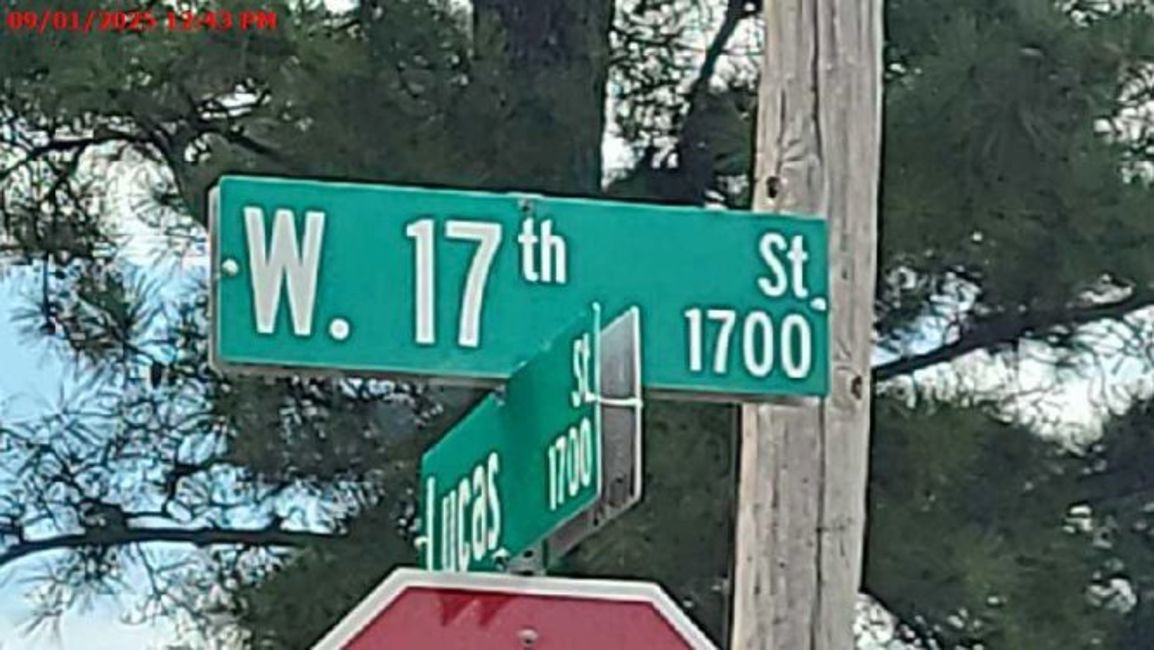 09/01/2025 12:43 PM
W. 17th St.
1700
Lucas St.
1700